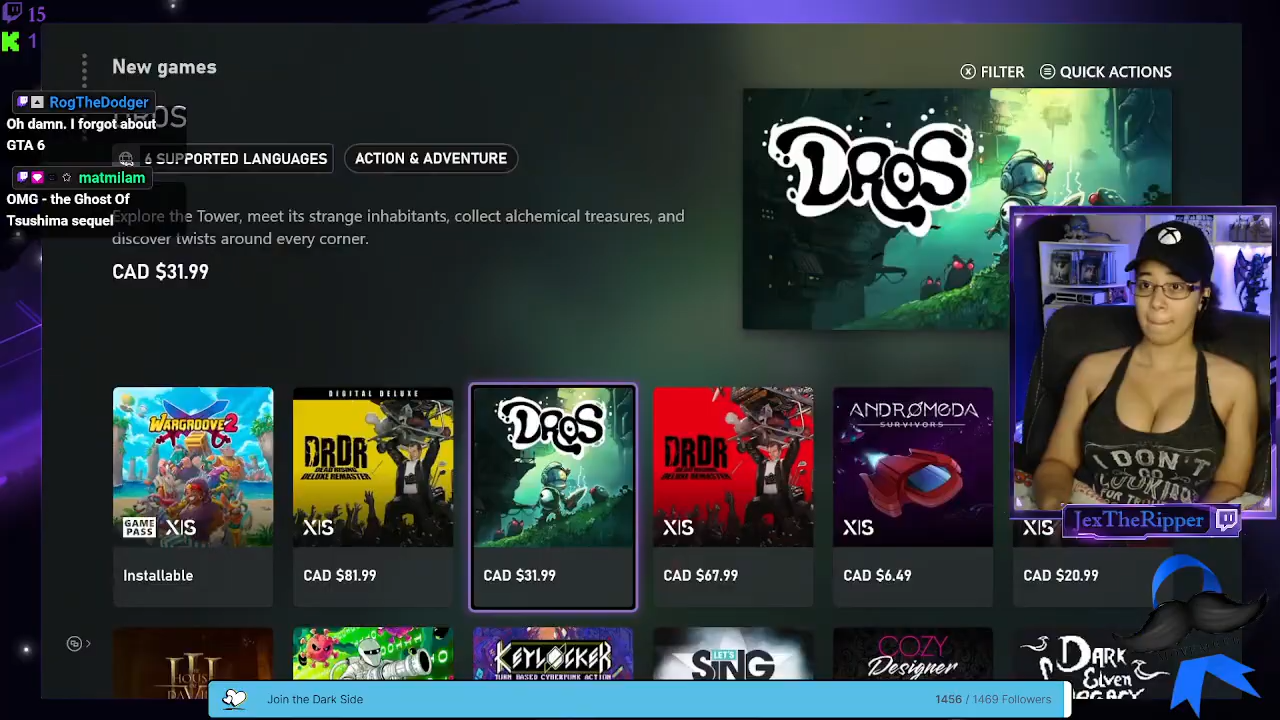 15
K 1
New games
FILTER
QUICK ACTIONS
RogTheDodger
Oh damn. I forgot about
GTA 6
matmilam
OMG - the Ghost Of
Tsushima sequel
6 SUPPORTED LANGUAGES
ACTION & ADVENTURE
Explore the Tower, meet its strange inhabitants, collect alchemical treasures, and
discover twists around every corner.
CAD $31.99
DROS
WARGROOVE 2
GAME
PASS
X|S
Installable
DIGITAL DELUXE
DRDR
DEAD RISING
DELUXE REMASTER
X|S
CAD $81.99
DROS
CAD $31.99
DRDR
DEAD RISING
DELUXE REMASTER
X|S
CAD $67.99
ANDROMEDA
SURVIVORS
X|S
CAD $6.49
X|S
CAD $20.99
I DON'T
JexTheRipper
KEYLOCKER
TURN BASED CYBERPUNK ACTION
LET'S
SING
COZY
Designer
DARK
ELVEN
LEGACY
Join the Dark Side
1456 / 1469 Followers